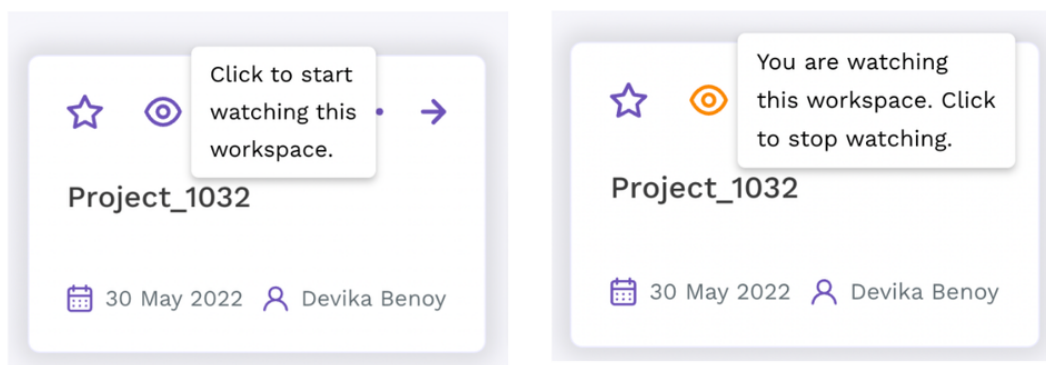 Click to start
watching this
workspace.
Project_1032
30 May 2022 Devika Benoy
You are watching
this workspace. Click
to stop watching.
Project_1032
30 May 2022 Devika Benoy